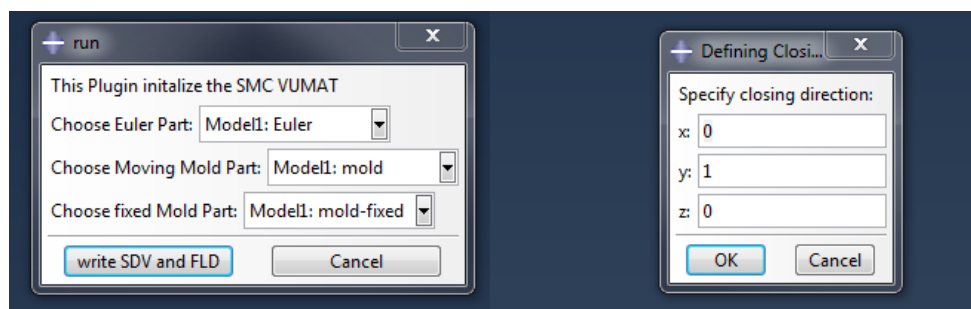 run
This Plugin initalize the SMC VUMAT
Choose Euler Part: Model1: Euler
Choose Moving Mold Part: Model1: mold
Choose fixed Mold Part: Model1: mold-fixed
write SDV and FLD Cancel
Defining Closi...
Specify closing direction:
x: 0
y: 1
z: 0
OK Cancel